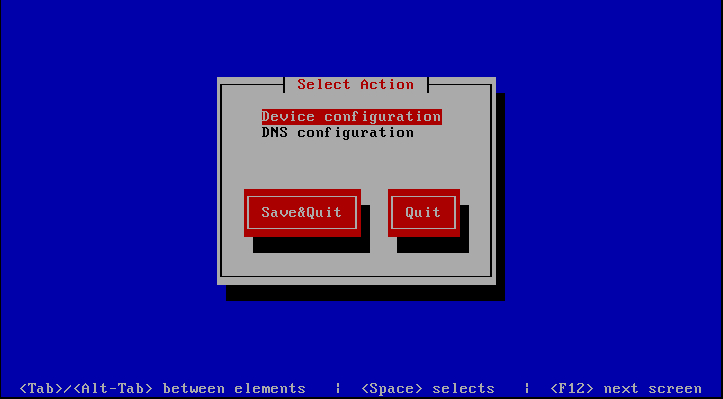 Select Action
Device configuration
DNS configuration
Save&Quit Quit
<Tab>/<Alt-Tab> between elements | <Space> selects | <F12> next screen